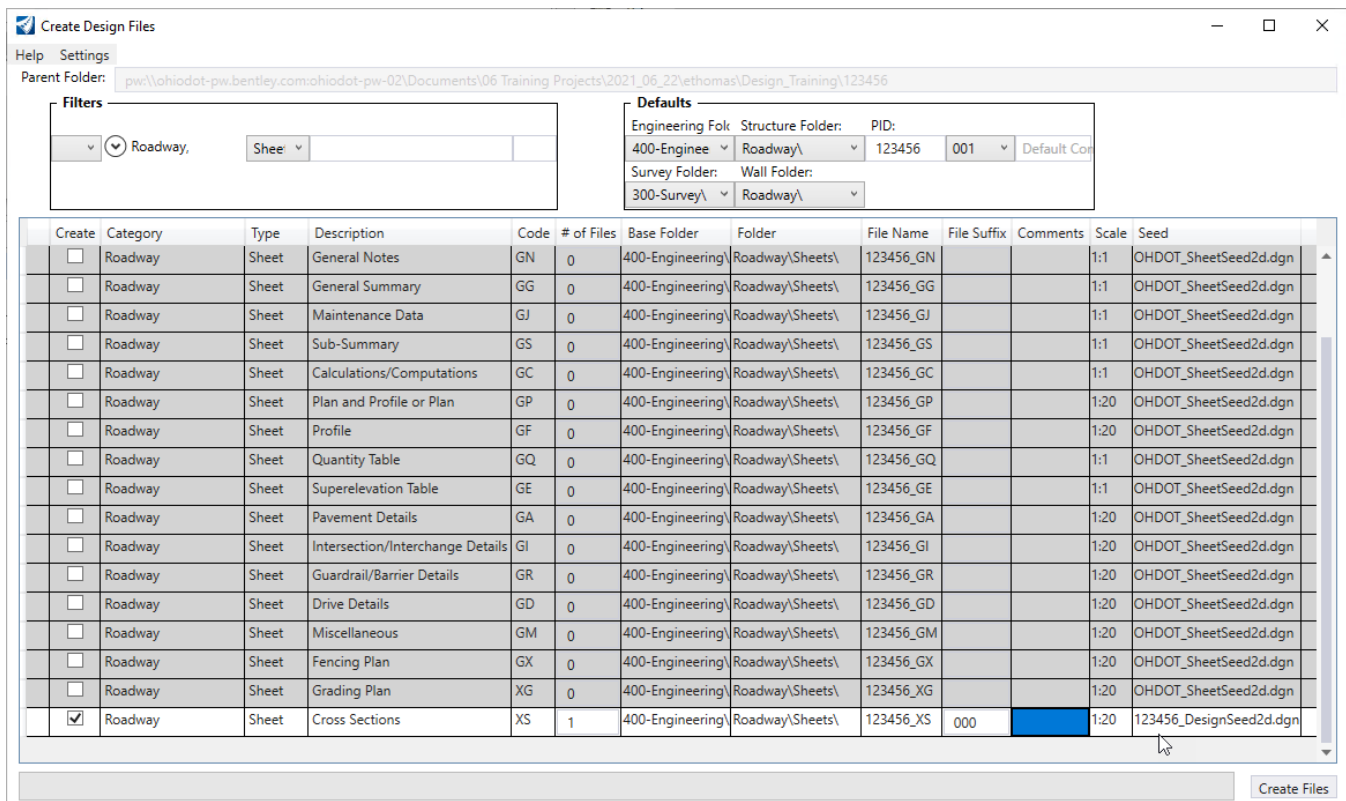 Create Design Files
Help Settings
Parent Folder: pw:\\ohiodot-pw.bentley.com:ohiodot-pw-02\Documents\06 Training Projects\2021_06_22\ethomas\Design_Training\123456
Filters
Roadway, Shee
Defaults
Engineering Fold Structure Folder: PID:
400-Enginee Roadway\ 123456 001 Default Con
Survey Folder: Wall Folder:
300-Survey\ Roadway\
Create Category Type Description Code # of Files Base Folder Folder File Name File Suffix Comments Scale Seed
Roadway Sheet General Notes GN 0 400-Engineering\ Roadway\Sheets\ 123456_GN 1:1 OHDOT_SheetSeed2d.dgn
Roadway Sheet General Summary GG 0 400-Engineering\ Roadway\Sheets\ 123456_GG 1:1 OHDOT_SheetSeed2d.dgn
Roadway Sheet Maintenance Data GJ 0 400-Engineering\ Roadway\Sheets\ 123456_GJ 1:1 OHDOT_SheetSeed2d.dgn
Roadway Sheet Sub-Summary GS 0 400-Engineering\ Roadway\Sheets\ 123456_GS 1:1 OHDOT_SheetSeed2d.dgn
Roadway Sheet Calculations/Computations GC 0 400-Engineering\ Roadway\Sheets\ 123456_GC 1:1 OHDOT_SheetSeed2d.dgn
Roadway Sheet Plan and Profile or Plan GP 0 400-Engineering\ Roadway\Sheets\ 123456_GP 1:20 OHDOT_SheetSeed2d.dgn
Roadway Sheet Profile GF 0 400-Engineering\ Roadway\Sheets\ 123456_GF 1:20 OHDOT_SheetSeed2d.dgn
Roadway Sheet Quantity Table GQ 0 400-Engineering\ Roadway\Sheets\ 123456_GQ 1:1 OHDOT_SheetSeed2d.dgn
Roadway Sheet Superelevation Table GE 0 400-Engineering\ Roadway\Sheets\ 123456_GE 1:1 OHDOT_SheetSeed2d.dgn
Roadway Sheet Pavement Details GA 0 400-Engineering\ Roadway\Sheets\ 123456_GA 1:20 OHDOT_SheetSeed2d.dgn
Roadway Sheet Intersection/Interchange Details GI 0 400-Engineering\ Roadway\Sheets\ 123456_GI 1:20 OHDOT_SheetSeed2d.dgn
Roadway Sheet Guardrail/Barrier Details GR 0 400-Engineering\ Roadway\Sheets\ 123456_GR 1:20 OHDOT_SheetSeed2d.dgn
Roadway Sheet Drive Details GD 0 400-Engineering\ Roadway\Sheets\ 123456_GD 1:20 OHDOT_SheetSeed2d.dgn
Roadway Sheet Miscellaneous GM 0 400-Engineering\ Roadway\Sheets\ 123456_GM 1:20 OHDOT_SheetSeed2d.dgn
Roadway Sheet Fencing Plan GX 0 400-Engineering\ Roadway\Sheets\ 123456_GX 1:20 OHDOT_SheetSeed2d.dgn
Roadway Sheet Grading Plan XG 0 400-Engineering\ Roadway\Sheets\ 123456_XG 1:20 OHDOT_SheetSeed2d.dgn
Roadway Sheet Cross Sections XS 1 400-Engineering\ Roadway\Sheets\ 123456_XS 000 1:20 123456_DesignSeed2d.dgn
Create Files